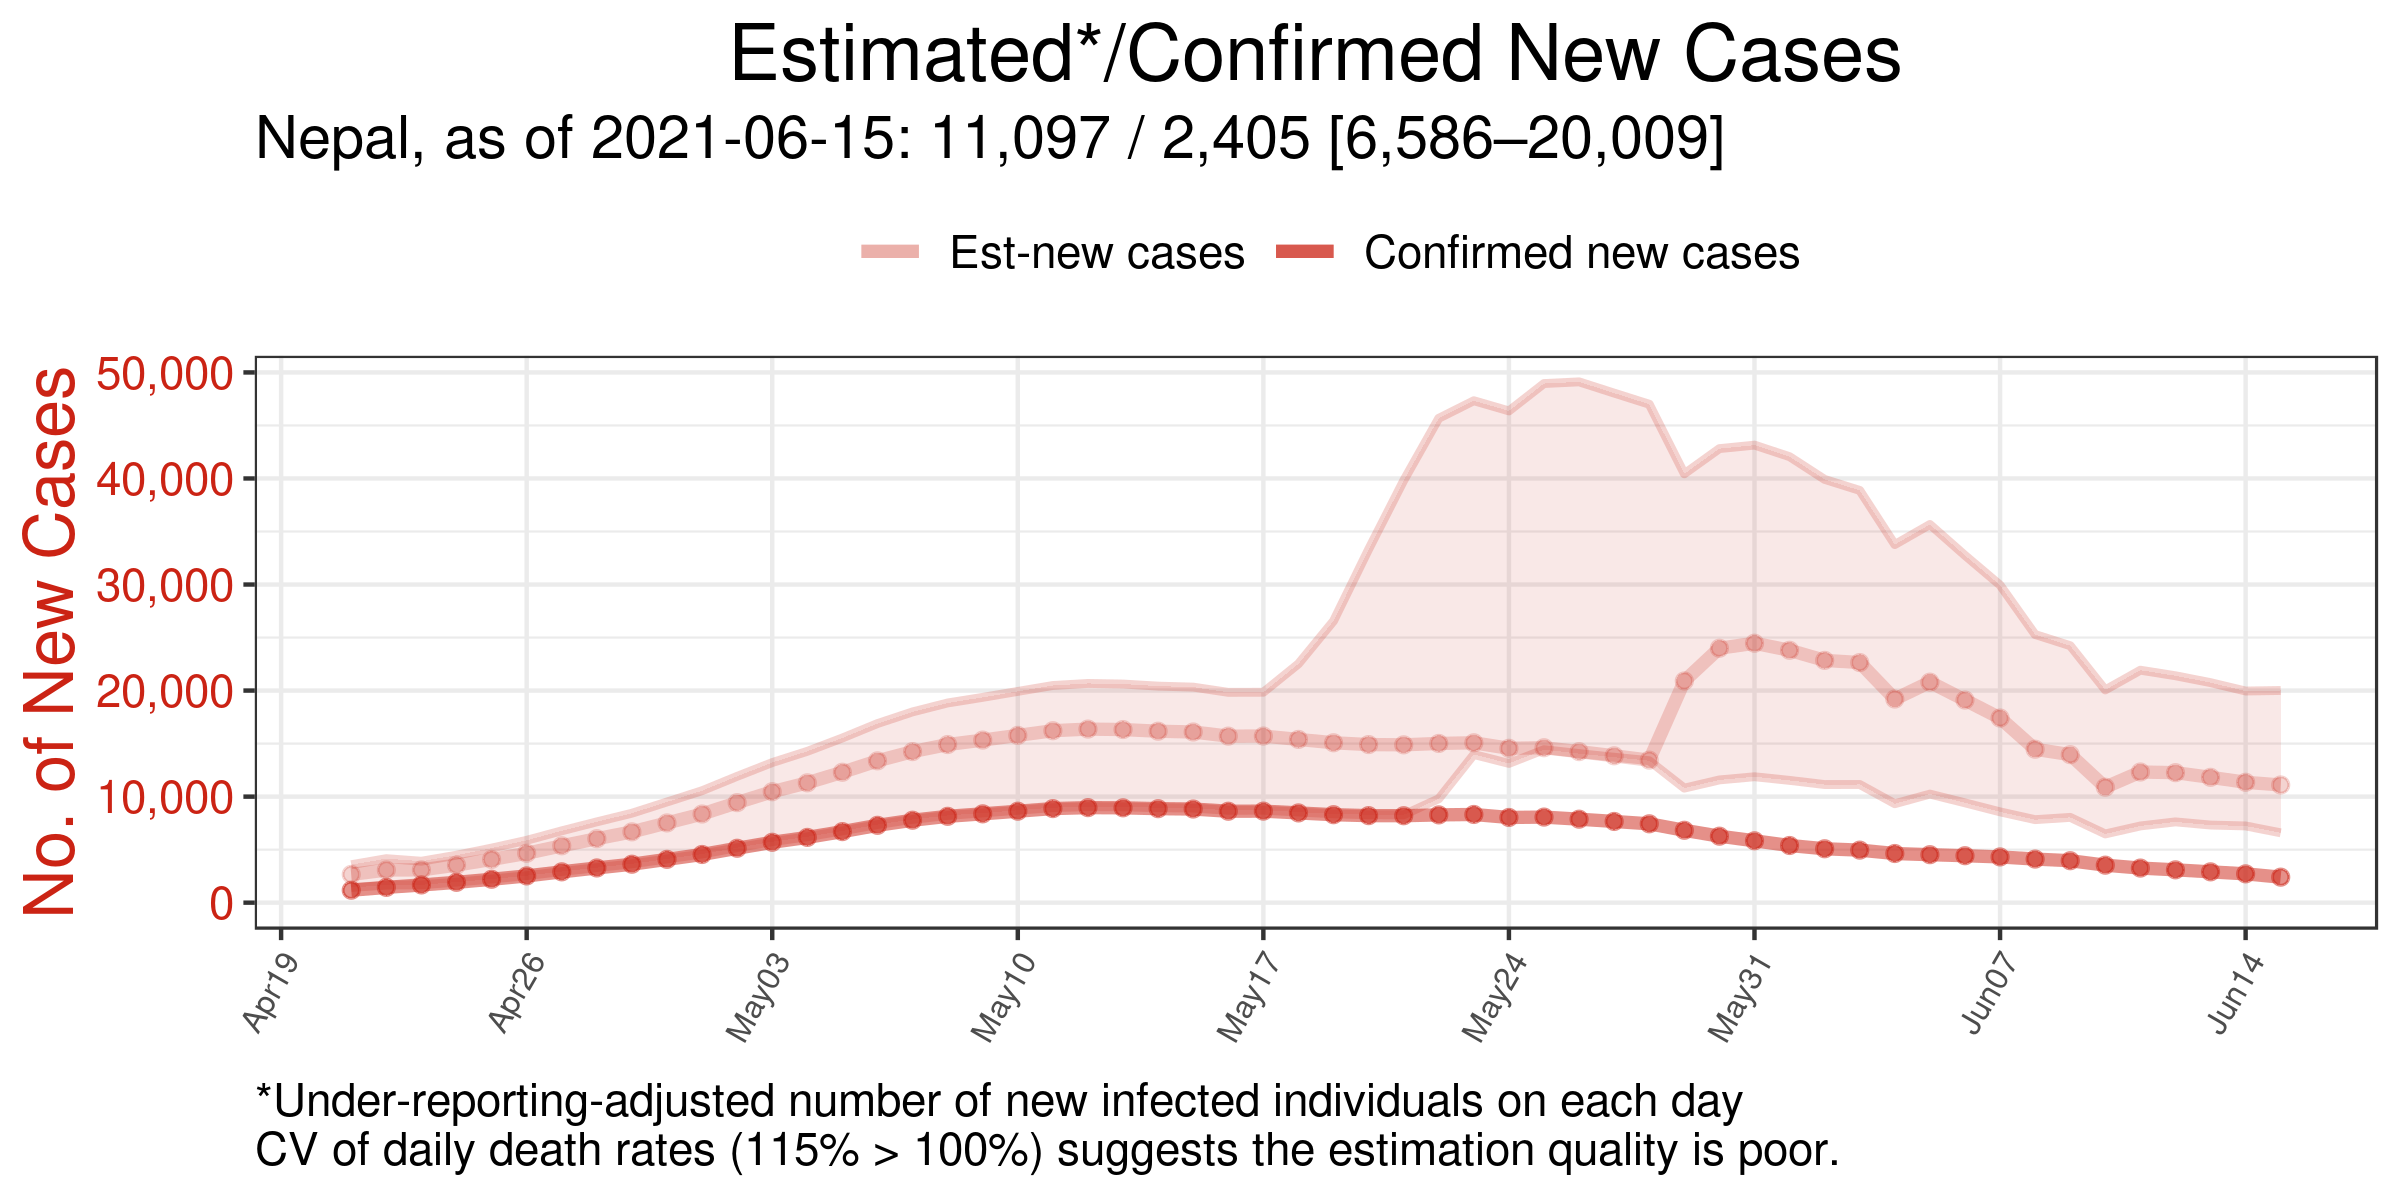 Estimated*/Confirmed New Cases
Nepal, as of 2021-06-15: 11,097 / 2,405 [6,586–20,009]
Est-new cases
Confirmed new cases
No. of New Cases
50,000
40,000
30,000
20,000
10,000
0
Apr19
Apr26
May03
May10
May17
May24
May31
Jun07
Jun14
*Under-reporting-adjusted number of new infected individuals on each day
CV of daily death rates (115% > 100%) suggests the estimation quality is poor.